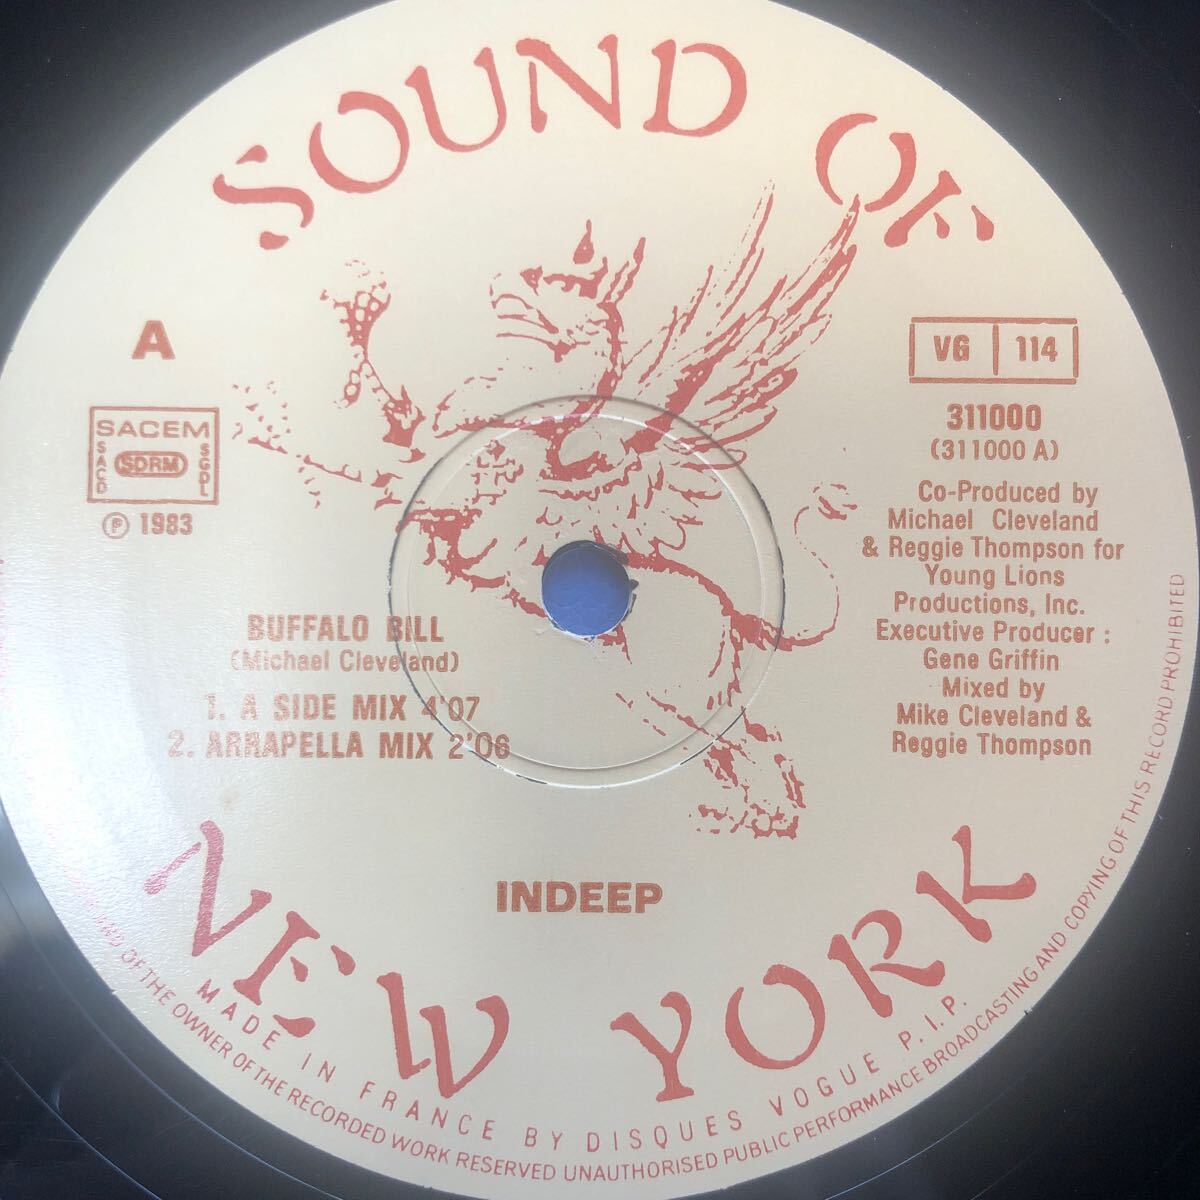 SOUND OF
A
SACEM
SACD
SDRM
SGDL
℗ 1983
VG 114
311000
(311000 A)
Co-Produced by
Michael Cleveland
& Reggie Thompson for
Young Lions
Productions, Inc.
Executive Producer :
Gene Griffin
Mixed by
Mike Cleveland &
Reggie Thompson
BUFFALO BILL
(Michael Cleveland)
1. A SIDE MIX 4'07
2. ARRAPELLA MIX 2'06
INDEEP
NEW YORK
MADE IN FRANCE BY DISQUES VOGUE P.I.P.
AND OF THE OWNER OF THE RECORDED WORK RESERVED UNAUTHORISED PUBLIC PERFORMANCE BROADCASTING AND COPYING OF THIS RECORD PROHIBITED